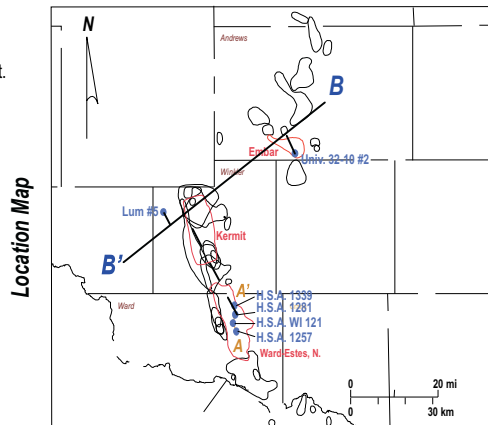 t.
N
Andrews
B
Embar
Univ. 32-10 #2
Winkler
Lum #5
Kermit
B'
Location Map
Ward
A'
H.S.A. 1339
H.S.A. 1281
H.S.A. WI 121
H.S.A. 1257
A
Ward-Estes, N.
0 20 mi
0 30 km